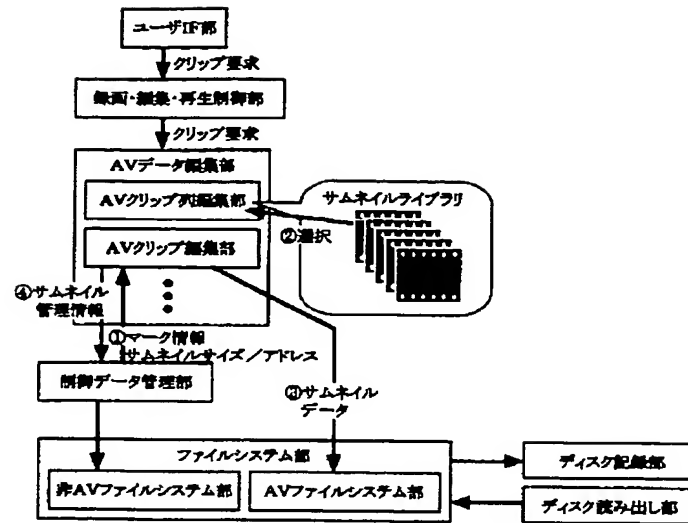 ユーザIF部
クリップ要求
録画・編集・再生制御部
クリップ要求
AVデータ編集部
AVクリップ列編集部
サムネイルライブラリ
②選択
AVクリップ編集部
④サムネイル
管理情報
①マーク情報
サムネイルサイズ／アドレス
制御データ管理部
③サムネイル
データ
ファイルシステム部
非AVファイルシステム部
AVファイルシステム部
ディスク記録部
ディスク読み出し部